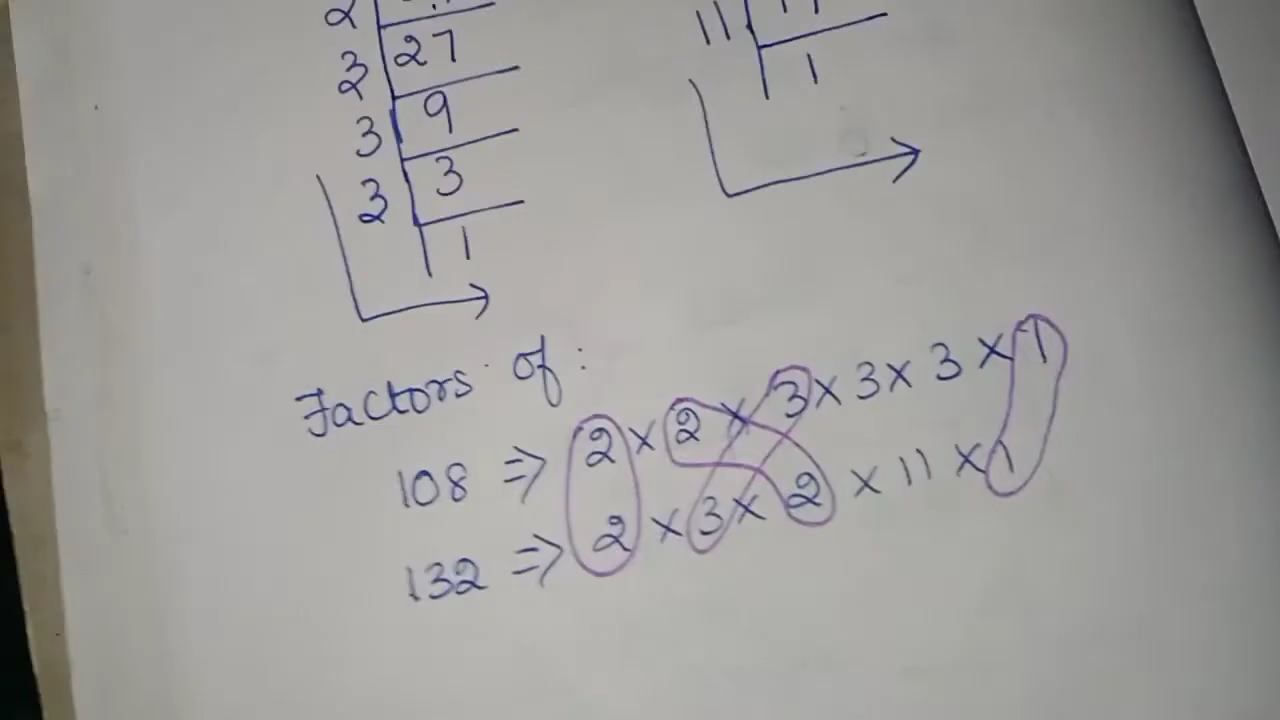 2
3 27
3 9
3 3
1
11
1
Factors of :
108 ⇒ 2 × 2 × 3 × 3 × 3 × 1
132 ⇒ 2 × 3 × 2 × 11 × 1